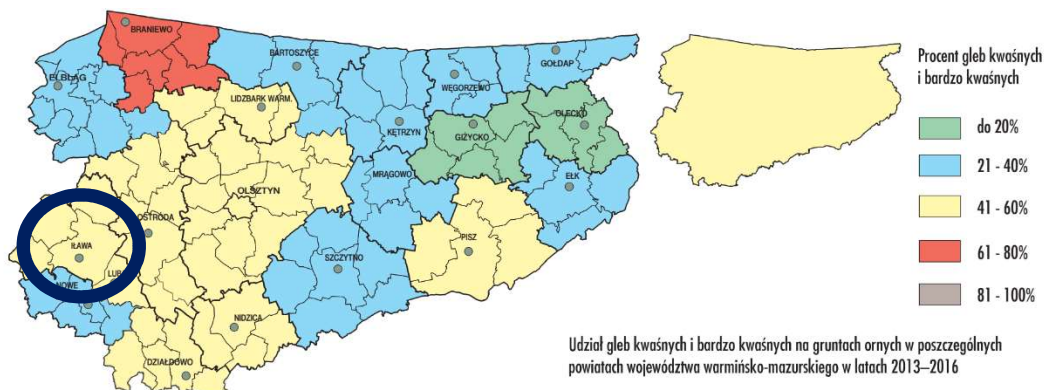 BRANIEWO
ELBLĄG
BARTOSZYCE
GOŁDAP
WĘGORZEWO
LIDZBARK WARM.
KĘTRZYN
GIŻYCKO
OLECKO
MRĄGOWO
EŁK
OLSZTYN
OSTRÓDA
IŁAWA
PISZ
SZCZYTNO
LUB
NOWE
NIDZICA
DZIAŁDOWO
Procent gleb kwaśnych
i bardzo kwaśnych
do 20%
21 - 40%
41 - 60%
61 - 80%
81 - 100%
Udział gleb kwaśnych i bardzo kwaśnych na gruntach ornych w poszczególnych
powiatach województwa warmińsko-mazurskiego w latach 2013–2016